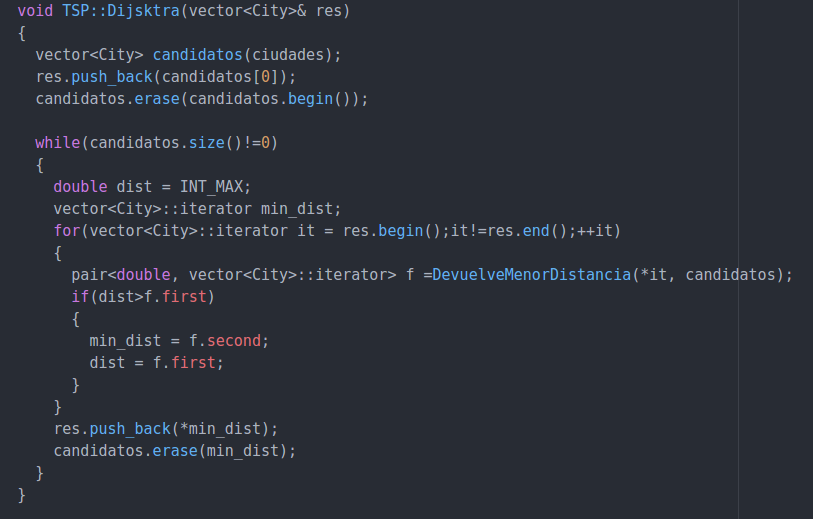 void TSP::Dijsktra(vector<City>& res)
{
  vector<City> candidatos(ciudades);
  res.push_back(candidatos[0]);
  candidatos.erase(candidatos.begin());

  while(candidatos.size()!=0)
  {
    double dist = INT_MAX;
    vector<City>::iterator min_dist;
    for(vector<City>::iterator it = res.begin();it!=res.end();++it)
    {
      pair<double, vector<City>::iterator> f =DevuelveMenorDistancia(*it, candidatos);
      if(dist>f.first)
      {
        min_dist = f.second;
        dist = f.first;
      }
    }
    res.push_back(*min_dist);
    candidatos.erase(min_dist);
  }
}